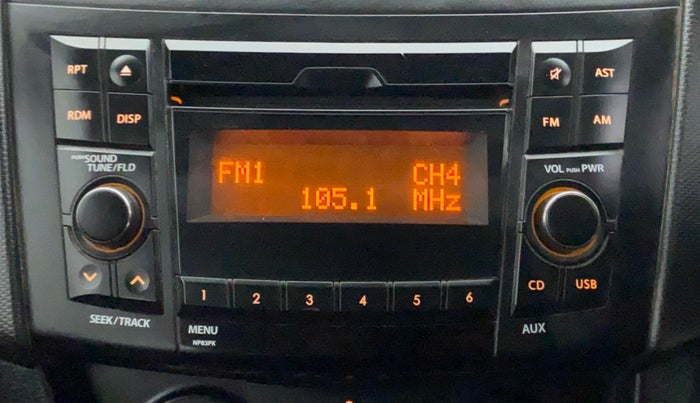 RPT
AST
RDM
DISP
FM
AM
FM1 CH4
105.1 MHz
PUSH SOUND
TUNE/FLD
VOL PUSH PWR
1 2 3 4 5 6
CD
USB
SEEK/TRACK
MENU
NP03PK
AUX